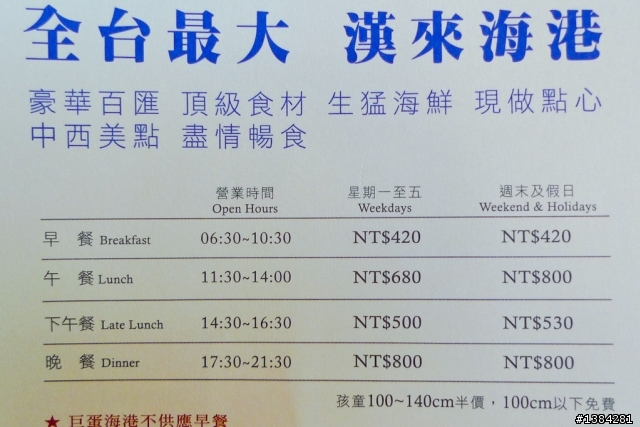 全台最大 漢來海港
豪華百匯 頂級食材 生猛海鮮 現做點心
中西美點 盡情暢食
營業時間 星期一至五 週末及假日
Open Hours Weekdays Weekend & Holidays
早 餐 Breakfast 06:30~10:30 NT$420 NT$420
午 餐 Lunch 11:30~14:00 NT$680 NT$800
下午餐 Late Lunch 14:30~16:30 NT$500 NT$530
晚 餐 Dinner 17:30~21:30 NT$800 NT$800
孩童100~140cm半價，100cm以下免費
★ 巨蛋海港不供應早餐
#1384281